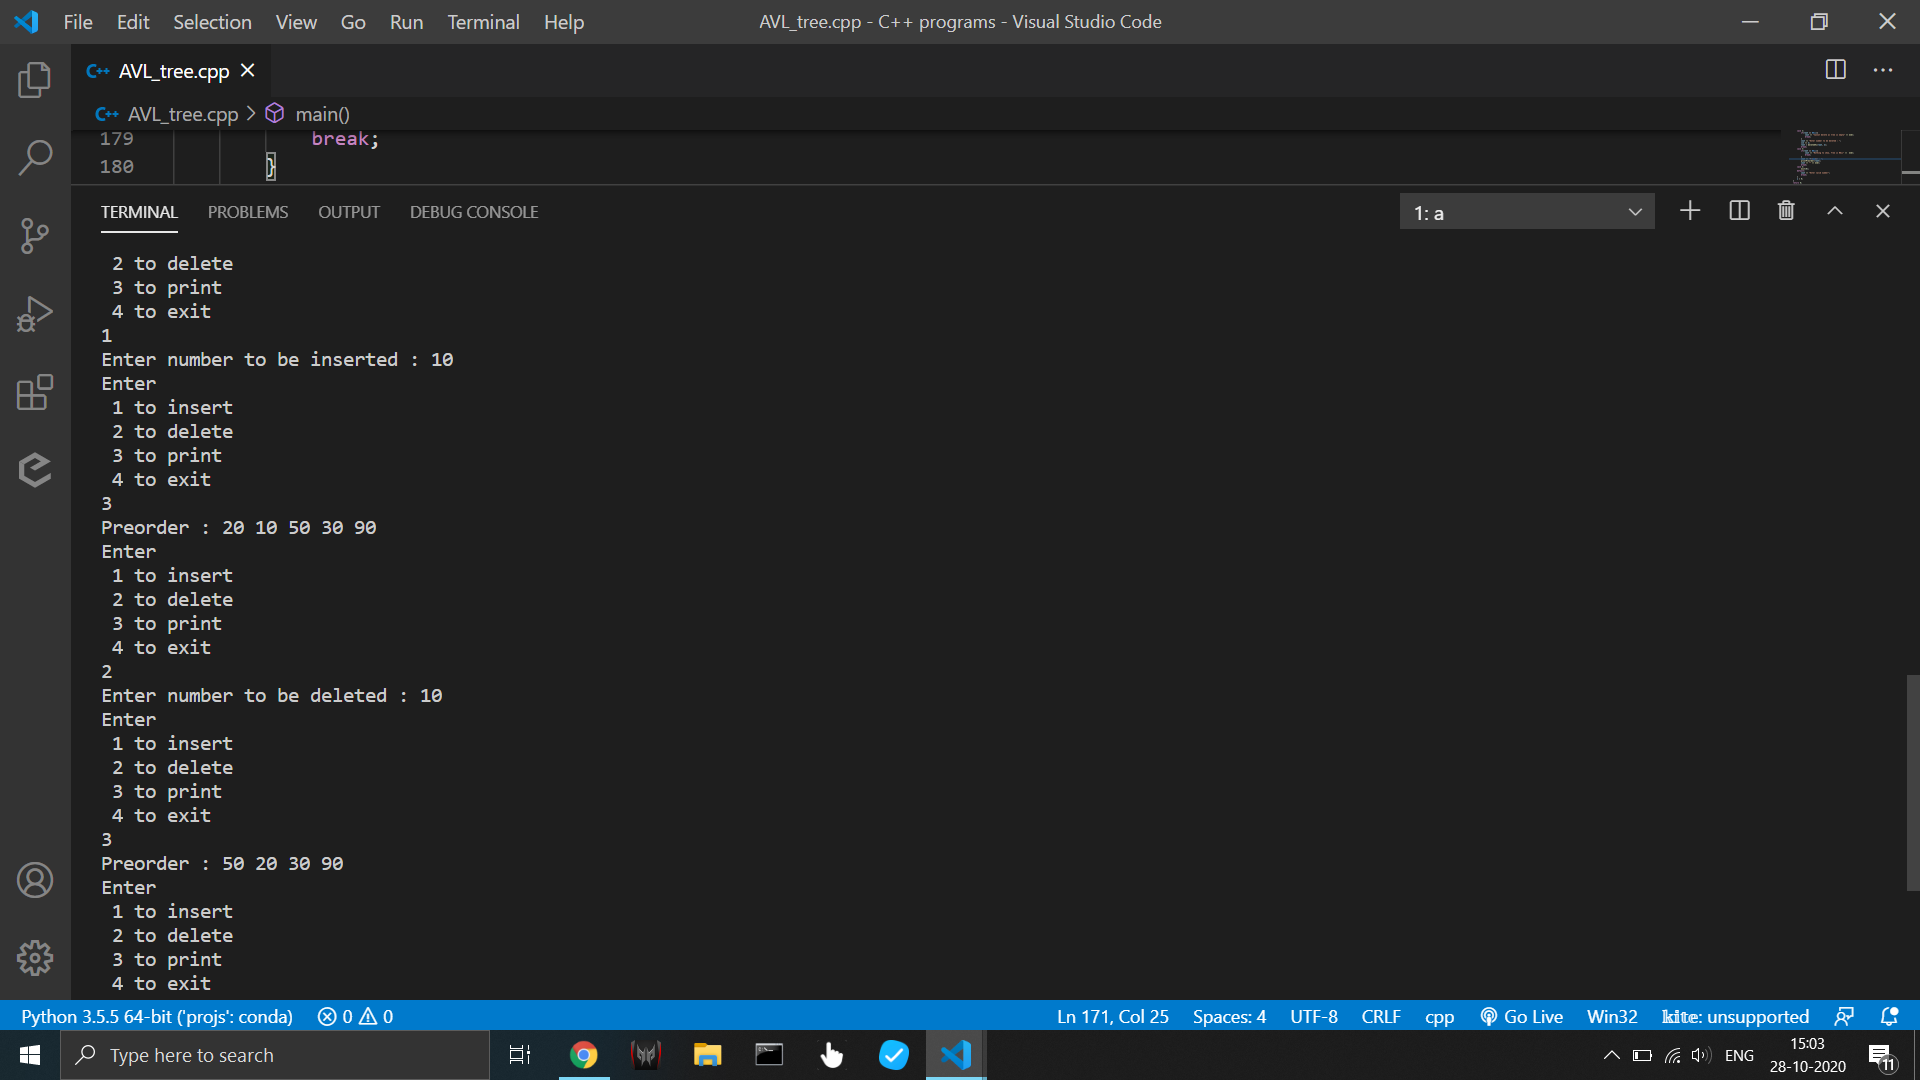 File Edit Selection View Go Run Terminal Help
AVL_tree.cpp - C++ programs - Visual Studio Code
C++ AVL_tree.cpp
C++ AVL_tree.cpp > main()
179 break;
180 }
TERMINAL PROBLEMS OUTPUT DEBUG CONSOLE
1: a
2 to delete
3 to print
4 to exit
1
Enter number to be inserted : 10
Enter
1 to insert
2 to delete
3 to print
4 to exit
3
Preorder : 20 10 50 30 90
Enter
1 to insert
2 to delete
3 to print
4 to exit
2
Enter number to be deleted : 10
Enter
1 to insert
2 to delete
3 to print
4 to exit
3
Preorder : 50 20 30 90
Enter
1 to insert
2 to delete
3 to print
4 to exit
Python 3.5.5 64-bit ('projs': conda) 0 0 Ln 171, Col 25 Spaces: 4 UTF-8 CRLF cpp Go Live Win32 kite: unsupported
Type here to search
ENG
15:03
28-10-2020
11